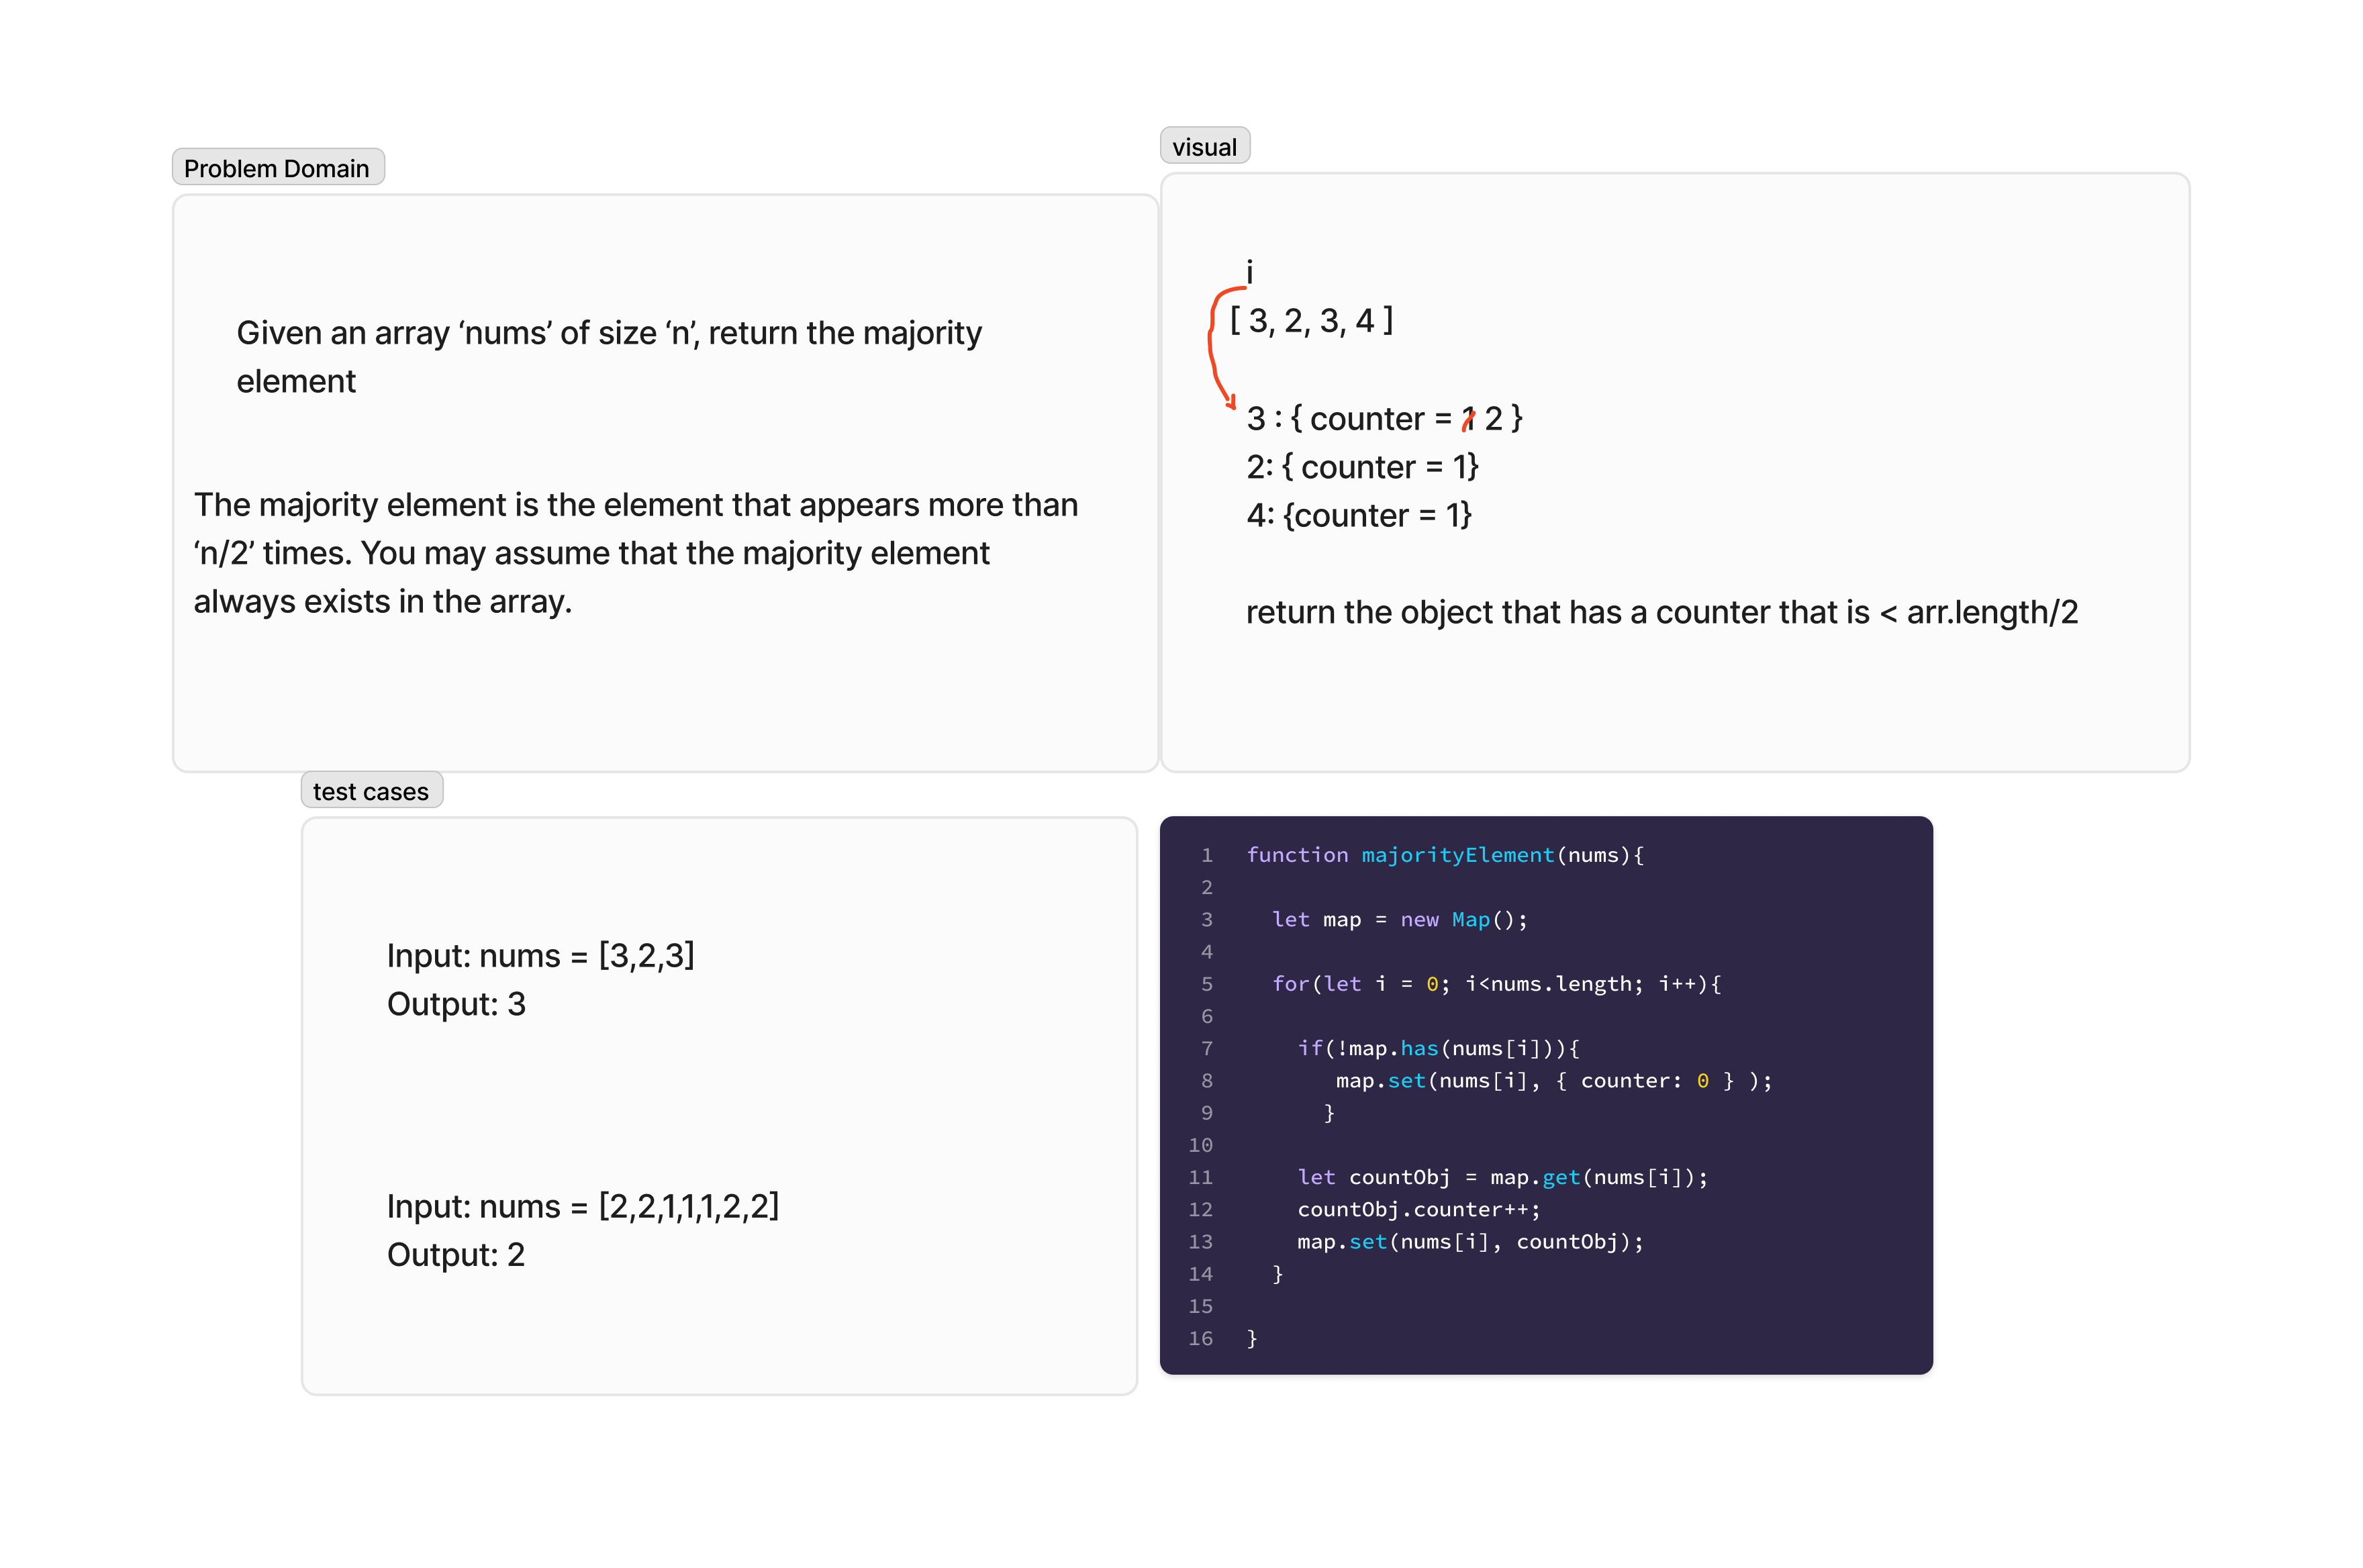 Problem Domain
Given an array ‘nums’ of size ‘n’, return the majority
element
The majority element is the element that appears more than
‘n/2’ times. You may assume that the majority element
always exists in the array.
visual
i
[ 3, 2, 3, 4 ]
3 : { counter = 1 2 }
2: { counter = 1}
4: {counter = 1}
return the object that has a counter that is < arr.length/2
test cases
Input: nums = [3,2,3]
Output: 3
Input: nums = [2,2,1,1,1,2,2]
Output: 2
1 function majorityElement(nums){
2
3 let map = new Map();
4
5 for(let i = 0; i<nums.length; i++){
6
7 if(!map.has(nums[i])){
8 map.set(nums[i], { counter: 0 } );
9 }
10
11 let countObj = map.get(nums[i]);
12 countObj.counter++;
13 map.set(nums[i], countObj);
14 }
15
16 }